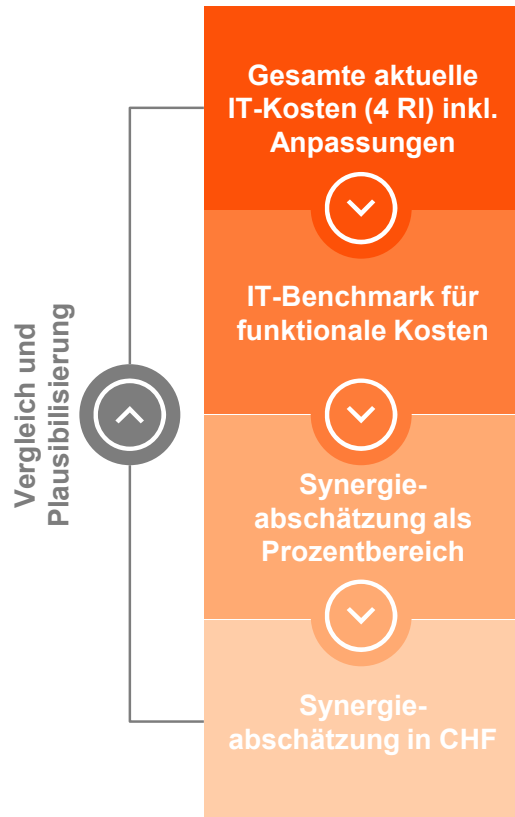 Gesamte aktuelle
IT-Kosten (4 RI) inkl.
Anpassungen
IT-Benchmark für
funktionale Kosten
Synergie-
abschätzung als
Prozentbereich
Synergie-
abschätzung in CHF
Vergleich und
Plausibilisierung